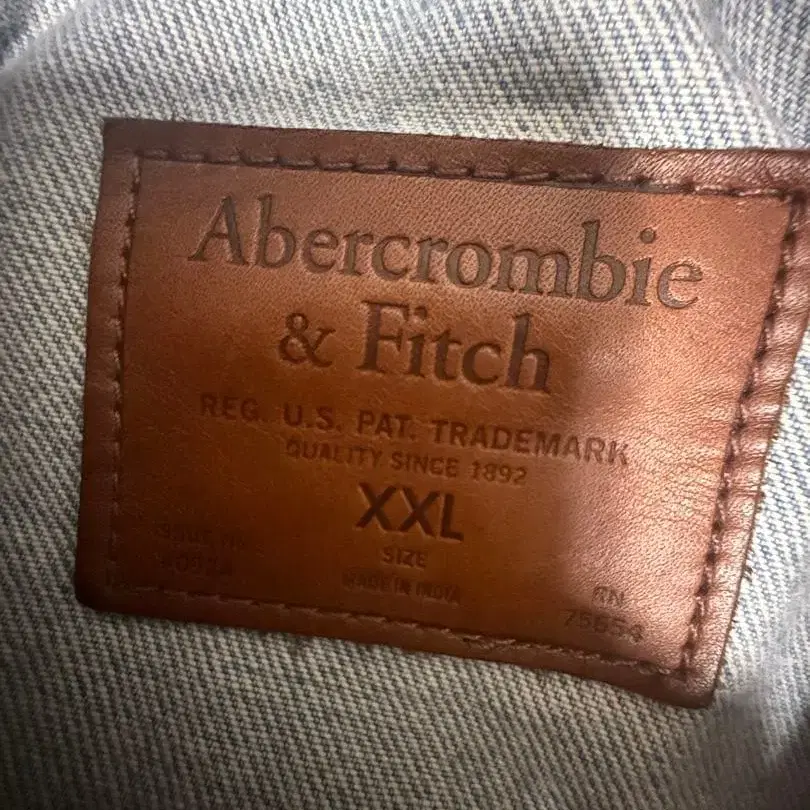 Abercrombie
& Fitch
REG. U.S. PAT. TRADEMARK
QUALITY SINCE 1892
XXL
SIZE
MADE IN INDIA
RN
75654